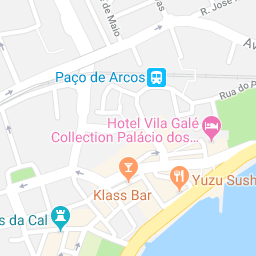 R. José
de Maio
Av
Paço de Arcos
Rua do P
Hotel Vila Galé
Collection Palácio dos...
Klass Bar
Yuzu Sush
s da Cal